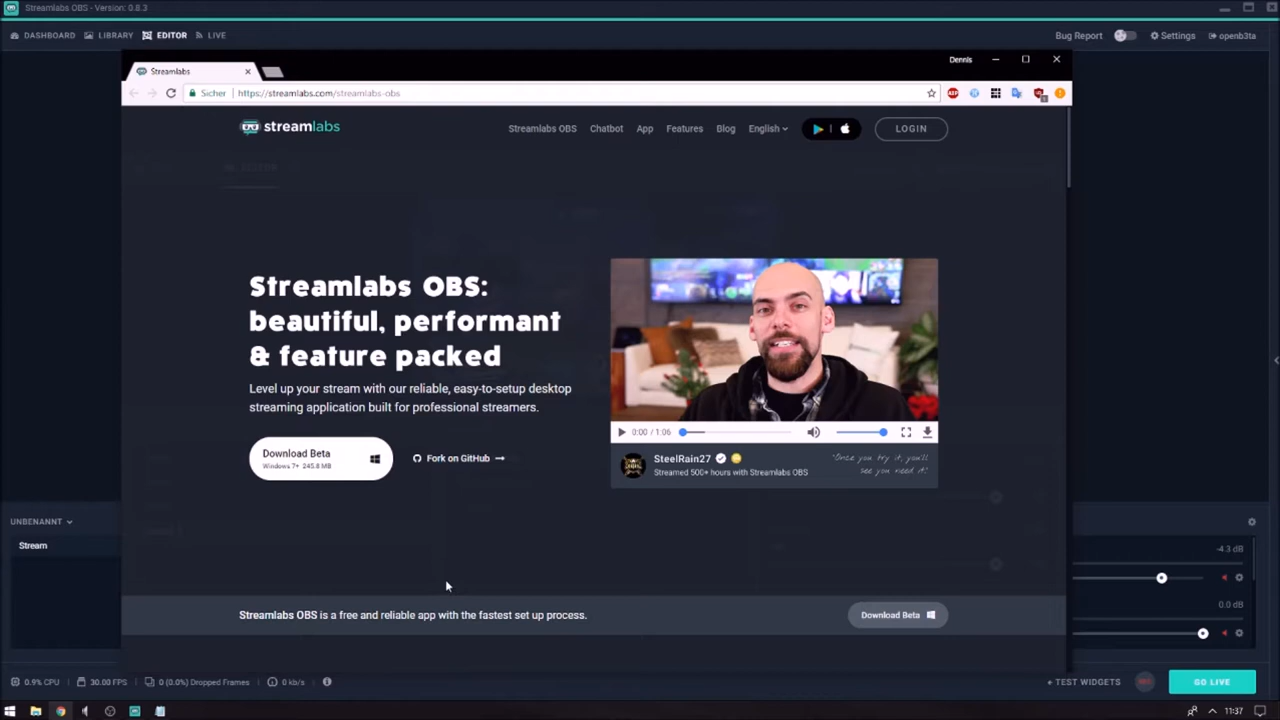 Streamlabs OBS - Version: 0.8.3
DASHBOARD LIBRARY EDITOR LIVE
Bug Report Settings openb3ta
Dennis
Streamlabs
Sicher https://streamlabs.com/streamlabs-obs
streamlabs
Streamlabs OBS Chatbot App Features Blog English LOGIN
Streamlabs OBS:
beautiful, performant
& feature packed
Level up your stream with our reliable, easy-to-setup desktop
streaming application built for professional streamers.
Download Beta
Windows 7+ 245.8 MB
Fork on GitHub
0:00 / 1:06
SteelRain27
Streamed 500+ hours with Streamlabs OBS
"Once you try it, you'll
see you need it."
UNBENANNT
Stream
-4.3 dB
0.0 dB
Streamlabs OBS is a free and reliable app with the fastest set up process.
Download Beta
0.9% CPU 30.00 FPS 0 (0.0%) Dropped Frames 0 kb/s
+ TEST WIDGETS REC GO LIVE
11:37